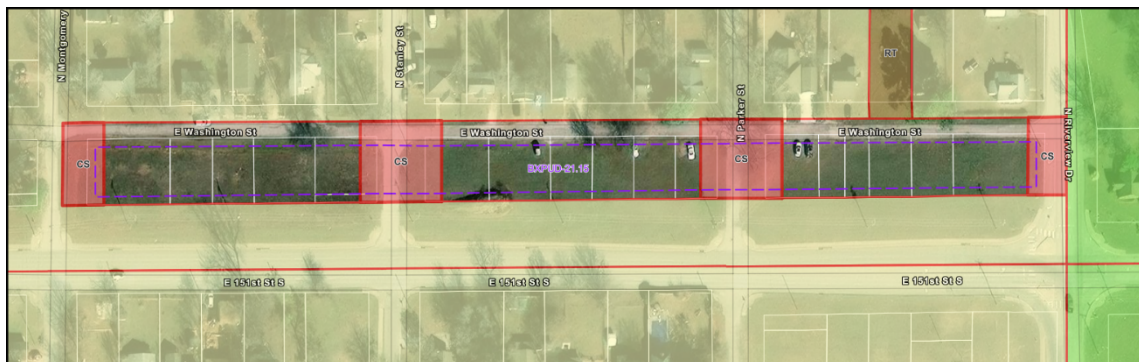 N Montgomery
N Stanley St
N Parker St
RT
N Riverview Dr
E Washington St
E Washington St
E Washington St
CS
CS
CS
CS
EXPUD-21.15
E 151st St S
E 151st St S
E 151st St S